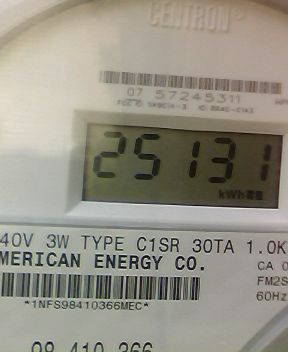 CENTRON®
07 57245311
25131
kWh
40V 3W TYPE C1SR 30TA 1.0K
MERICAN ENERGY CO.
CA 0
FM2S
60Hz
*1NFS98410366MEC*
98 410 366